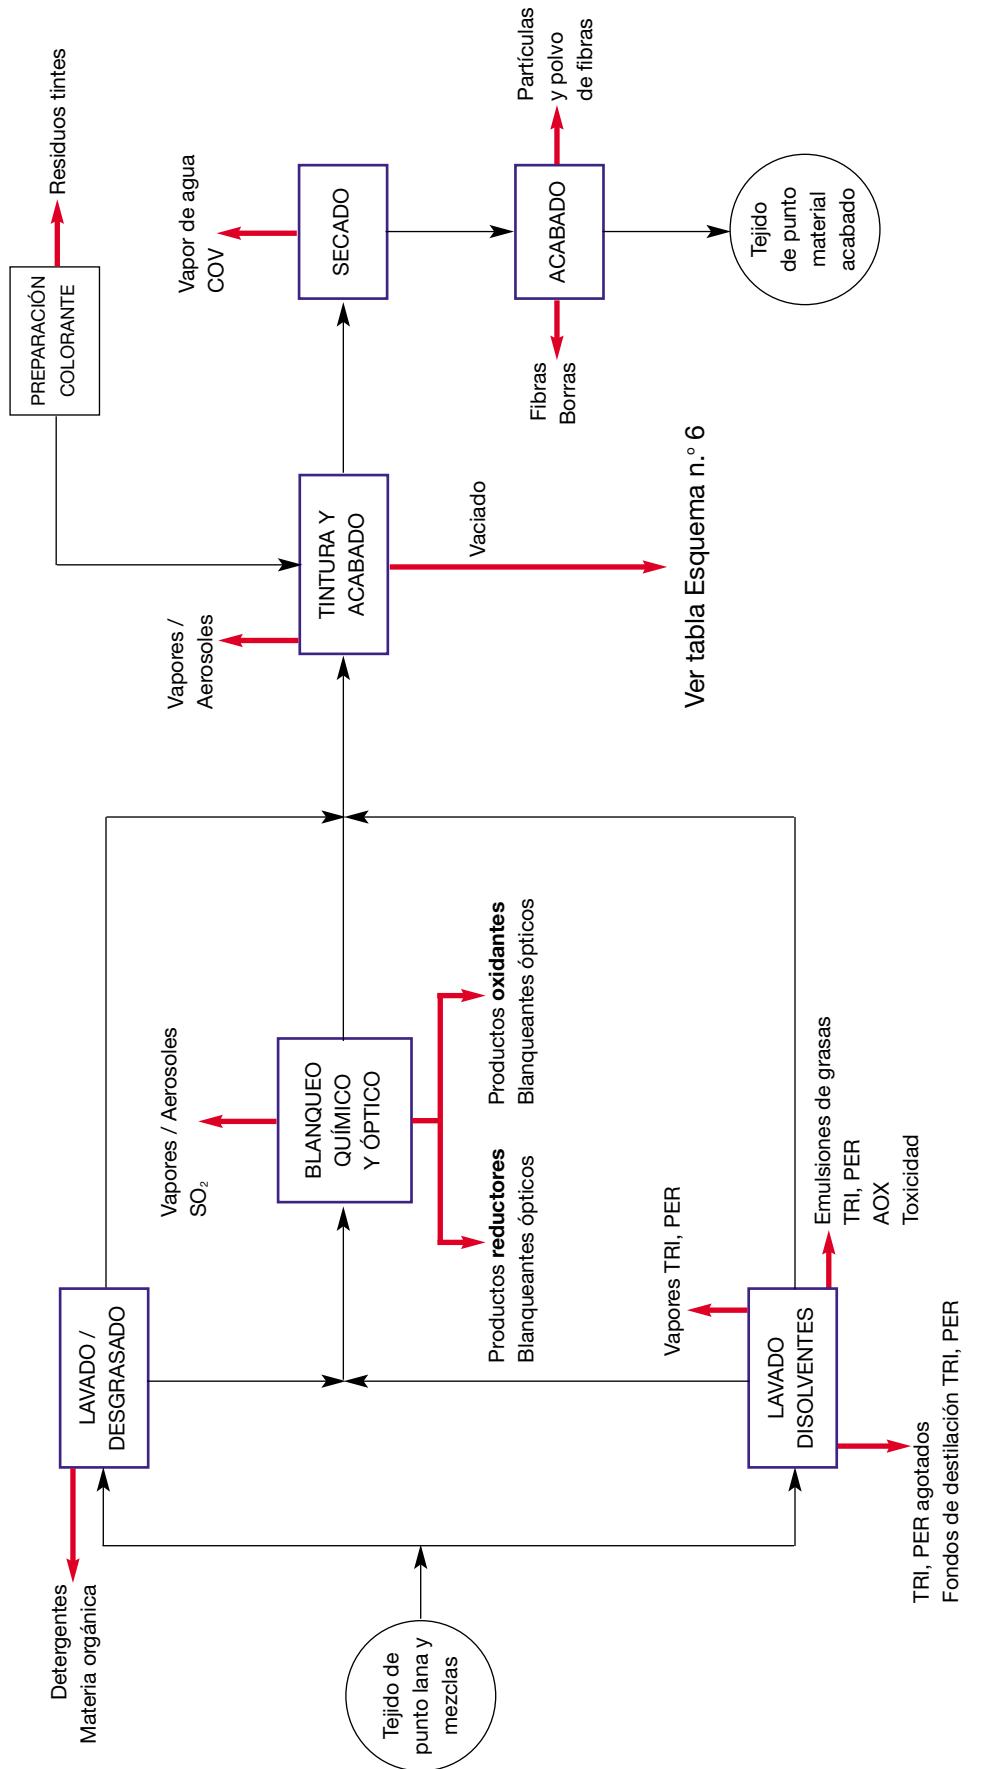 Tejido de
punto lana y
mezclas
Detergentes
Materia orgánica
LAVADO /
DESGRASADO
LAVADO
DISOLVENTES
TRI, PER agotados
Fondos de destilación TRI, PER
Vapores TRI, PER
Emulsiones de grasas
TRI, PER
AOX
Toxicidad
Vapores / Aerosoles
SO₂
BLANQUEO
QUÍMICO
Y ÓPTICO
Productos reductores
Blanqueantes ópticos
Productos oxidantes
Blanqueantes ópticos
Vapores /
Aerosoles
TINTURA Y
ACABADO
Vaciado
Ver tabla Esquema n.º 6
PREPARACIÓN
COLORANTE
Residuos tintes
Vapor de agua
COV
SECADO
ACABADO
Fibras
Borras
Partículas
y polvo
de fibras
Tejido
de punto
material
acabado